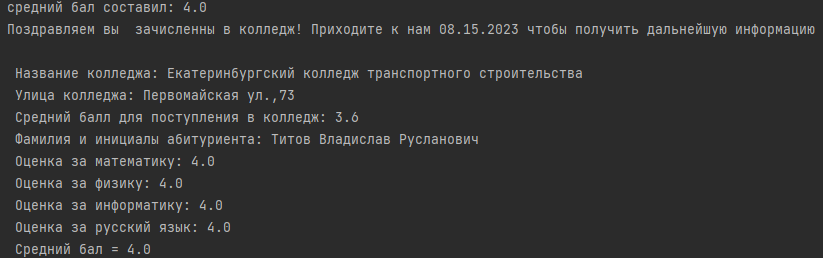 средний бал составил: 4.0
Поздравляем вы  зачисленны в колледж! Приходите к нам 08.15.2023 чтобы получить дальнейшую информацию
Название колледжа: Екатеринбургский колледж транспортного строительства
Улица колледжа: Первомайская ул.,73
Средний балл для поступления в колледж: 3.6
Фамилия и инициалы абитуриента: Титов Владислав Русланович
Оценка за математику: 4.0
Оценка за физику: 4.0
Оценка за информатику: 4.0
Оценка за русский язык: 4.0
Средний бал = 4.0